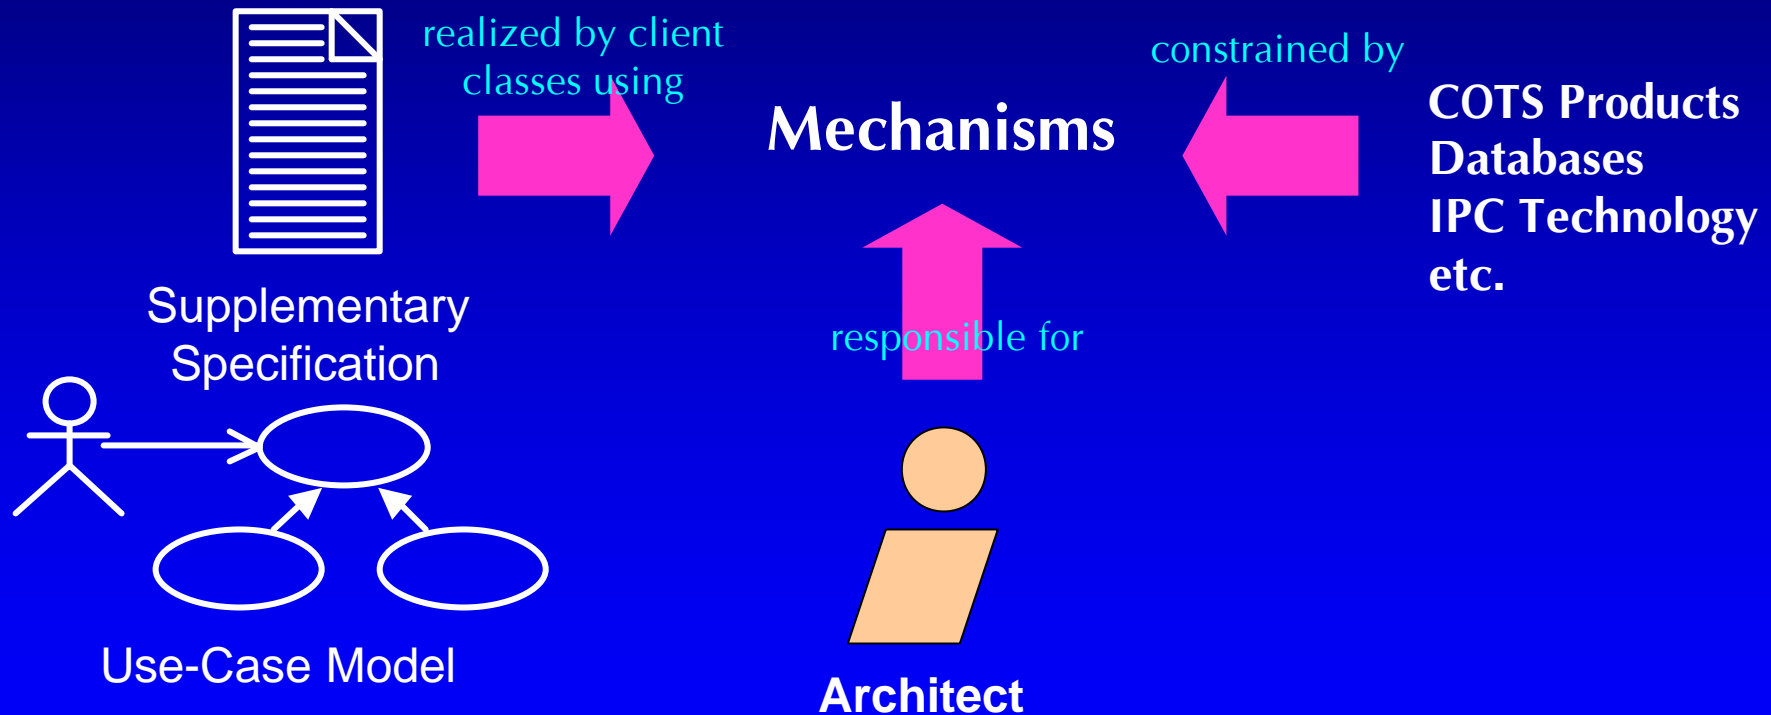 realized by client
classes using
Mechanisms
constrained by
COTS Products
Databases
IPC Technology
etc.
Supplementary
Specification
responsible for
Use-Case Model
Architect